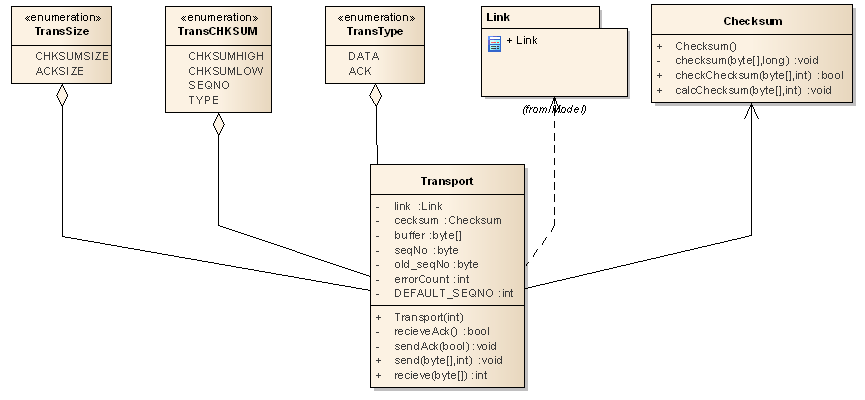 «enumeration»
TransSize
CHKSUMSIZE
ACKSIZE
«enumeration»
TransCHKSUM
CHKSUMHIGH
CHKSUMLOW
SEQNO
TYPE
«enumeration»
TransType
DATA
ACK
Link
+ Link
(from Model)
Checksum
+ Checksum()
- checksum(byte[],long) :void
+ checkChecksum(byte[],int) :bool
+ calcChecksum(byte[],int) :void
Transport
- link :Link
- cecksum :Checksum
- buffer :byte[]
- seqNo :byte
- old_seqNo :byte
- errorCount :int
- DEFAULT_SEQNO :int
+ Transport(int)
- recieveAck() :bool
- sendAck(bool) :void
+ send(byte[],int) :void
+ recieve(byte[]) :int